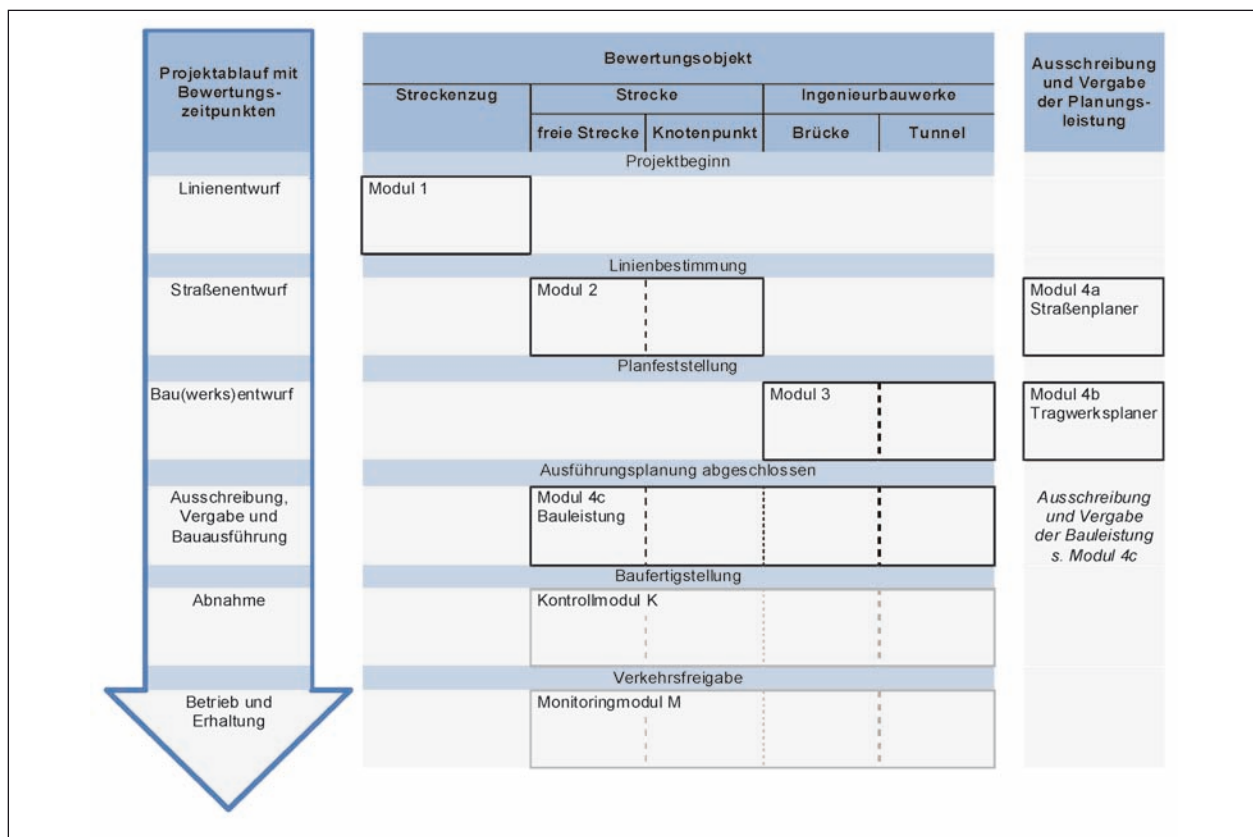 Projektablauf mit
Bewertungs-
zeitpunkten
Bewertungsobjekt
Streckenzug
Strecke
Ingenieurbauwerke
freie Strecke
Knotenpunkt
Brücke
Tunnel
Ausschreibung
und Vergabe
der Planungs-
leistung
Projektbeginn
Linienentwurf
Modul 1
Linienbestimmung
Straßenentwurf
Modul 2
Modul 4a
Straßenplaner
Planfeststellung
Bau(werks)entwurf
Modul 3
Modul 4b
Tragwerksplaner
Ausführungsplanung abgeschlossen
Ausschreibung,
Vergabe und
Bauausführung
Modul 4c
Bauleistung
Ausschreibung
und Vergabe
der Bauleistung
s. Modul 4c
Baufertigstellung
Abnahme
Kontrollmodul K
Verkehrsfreigabe
Betrieb und
Erhaltung
Monitoringmodul M